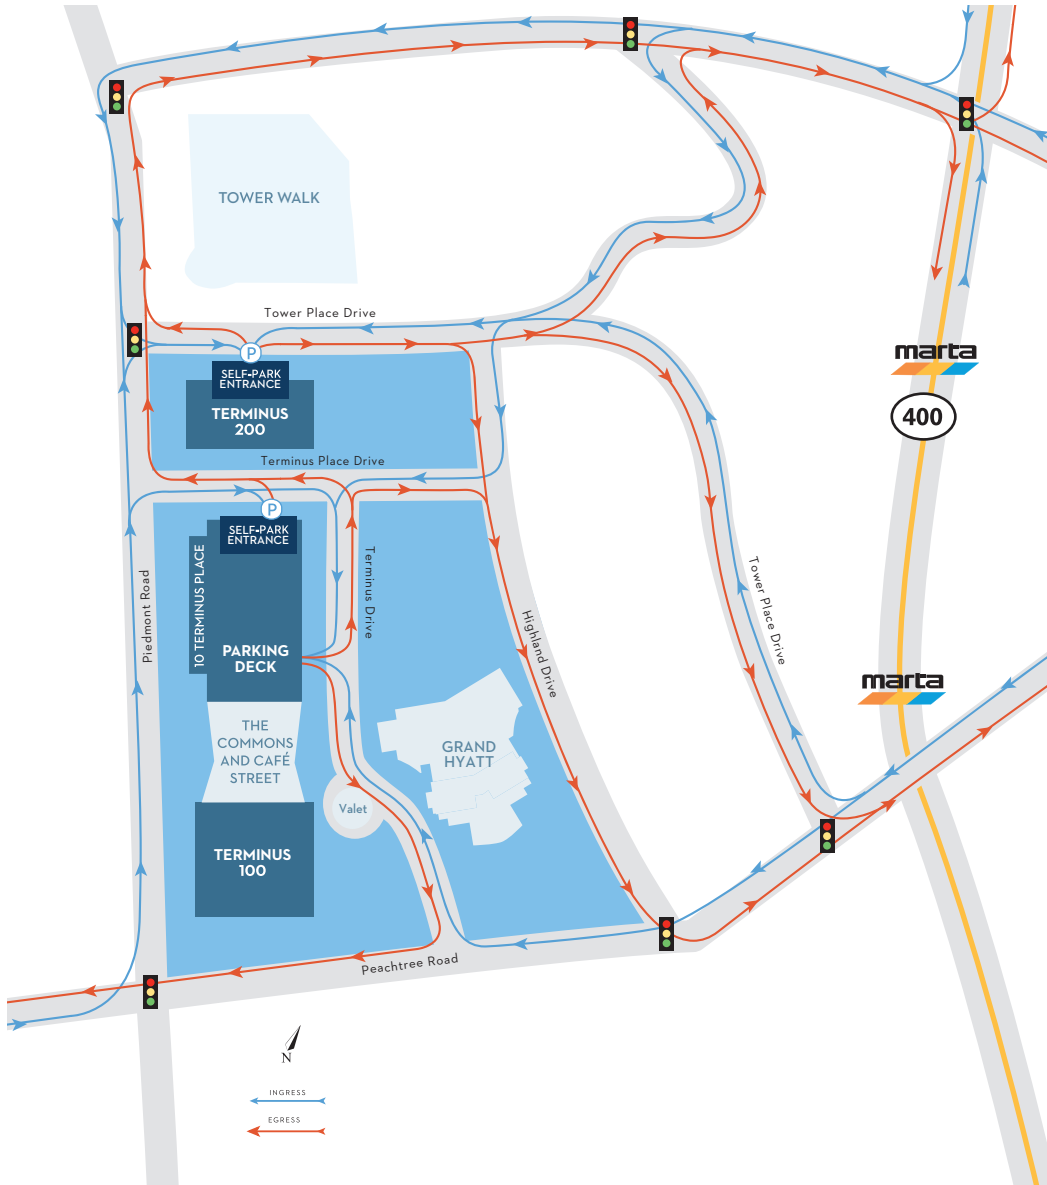 TOWER WALK
Tower Place Drive
P
SELF-PARK
ENTRANCE
TERMINUS
200
marta
400
Terminus Place Drive
P
SELF-PARK
ENTRANCE
10 TERMINUS PLACE
Piedmont Road
Terminus Drive
Highland Drive
Tower Place Drive
PARKING
DECK
marta
THE
COMMONS
AND CAFÉ
STREET
GRAND
HYATT
Valet
TERMINUS
100
Peachtree Road
N
INGRESS
EGRESS